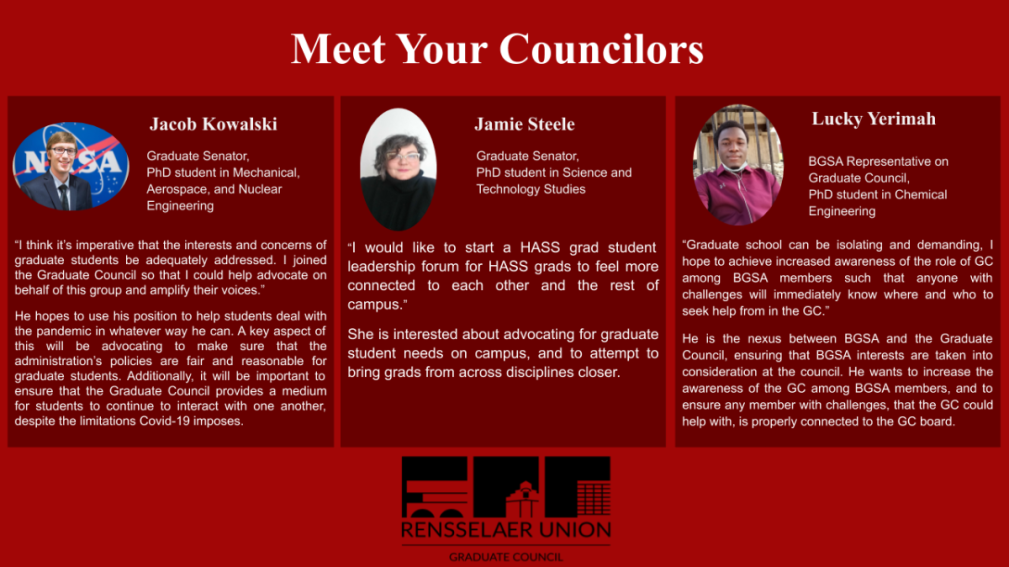 Meet Your Councilors
NASA
Jacob Kowalski
Graduate Senator,
PhD student in Mechanical,
Aerospace, and Nuclear
Engineering
“I think it’s imperative that the interests and concerns of
graduate students be adequately addressed. I joined
the Graduate Council so that I could help advocate on
behalf of this group and amplify their voices.”
He hopes to use his position to help students deal with
the pandemic in whatever way he can. A key aspect of
this will be advocating to make sure that the
administration’s policies are fair and reasonable for
graduate students. Additionally, it will be important to
ensure that the Graduate Council provides a medium
for students to continue to interact with one another,
despite the limitations Covid-19 imposes.
Jamie Steele
Graduate Senator,
PhD student in Science and
Technology Studies
“I would like to start a HASS grad student
leadership forum for HASS grads to feel more
connected to each other and the rest of
campus.”
She is interested about advocating for graduate
student needs on campus, and to attempt to
bring grads from across disciplines closer.
Lucky Yerimah
BGSA Representative on
Graduate Council,
PhD student in Chemical
Engineering
“Graduate school can be isolating and demanding, I
hope to achieve increased awareness of the role of GC
among BGSA members such that anyone with
challenges will immediately know where and who to
seek help from in the GC.”
He is the nexus between BGSA and the Graduate
Council, ensuring that BGSA interests are taken into
consideration at the council. He wants to increase the
awareness of the GC among BGSA members, and to
ensure any member with challenges, that the GC could
help with, is properly connected to the GC board.
RENSSELAER UNION
GRADUATE COUNCIL